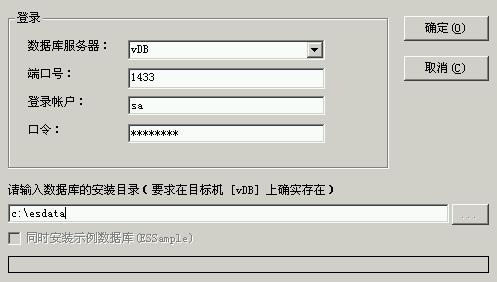 登录
数据库服务器： vDB
确定(O)
端口号： 1433
取消(C)
登录帐户： sa
口令： ********
请输入数据库的安装目录(要求在目标机 [vDB] 上确实存在)
c:\esdata
...
同时安装示例数据库(ESSample)